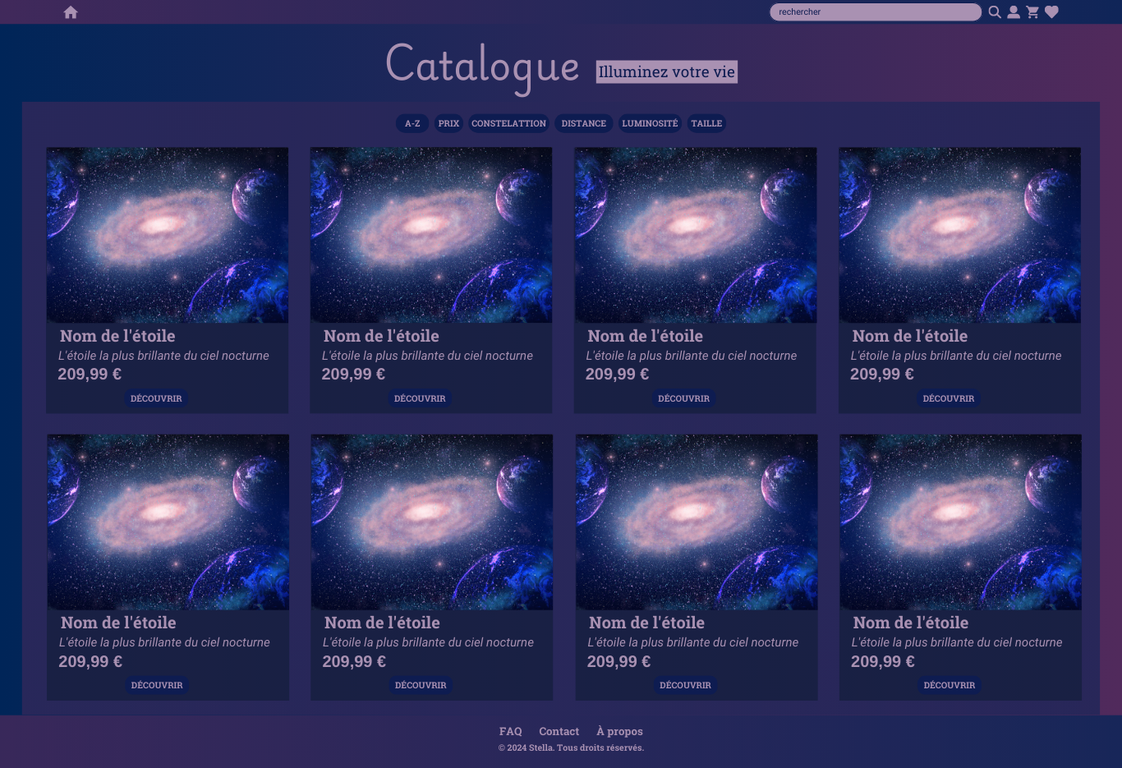 rechercher
Catalogue
Illuminez votre vie
A-Z PRIX CONSTELATTION DISTANCE LUMINOSITÉ TAILLE
Nom de l'étoile Nom de l'étoile Nom de l'étoile Nom de l'étoile
L'étoile la plus brillante du ciel nocturne L'étoile la plus brillante du ciel nocturne L'étoile la plus brillante du ciel nocturne L'étoile la plus brillante du ciel nocturne
209,99 € 209,99 € 209,99 € 209,99 €
DÉCOUVRIR DÉCOUVRIR DÉCOUVRIR DÉCOUVRIR
Nom de l'étoile Nom de l'étoile Nom de l'étoile Nom de l'étoile
L'étoile la plus brillante du ciel nocturne L'étoile la plus brillante du ciel nocturne L'étoile la plus brillante du ciel nocturne L'étoile la plus brillante du ciel nocturne
209,99 € 209,99 € 209,99 € 209,99 €
DÉCOUVRIR DÉCOUVRIR DÉCOUVRIR DÉCOUVRIR
FAQ Contact À propos
© 2024 Stella. Tous droits réservés.